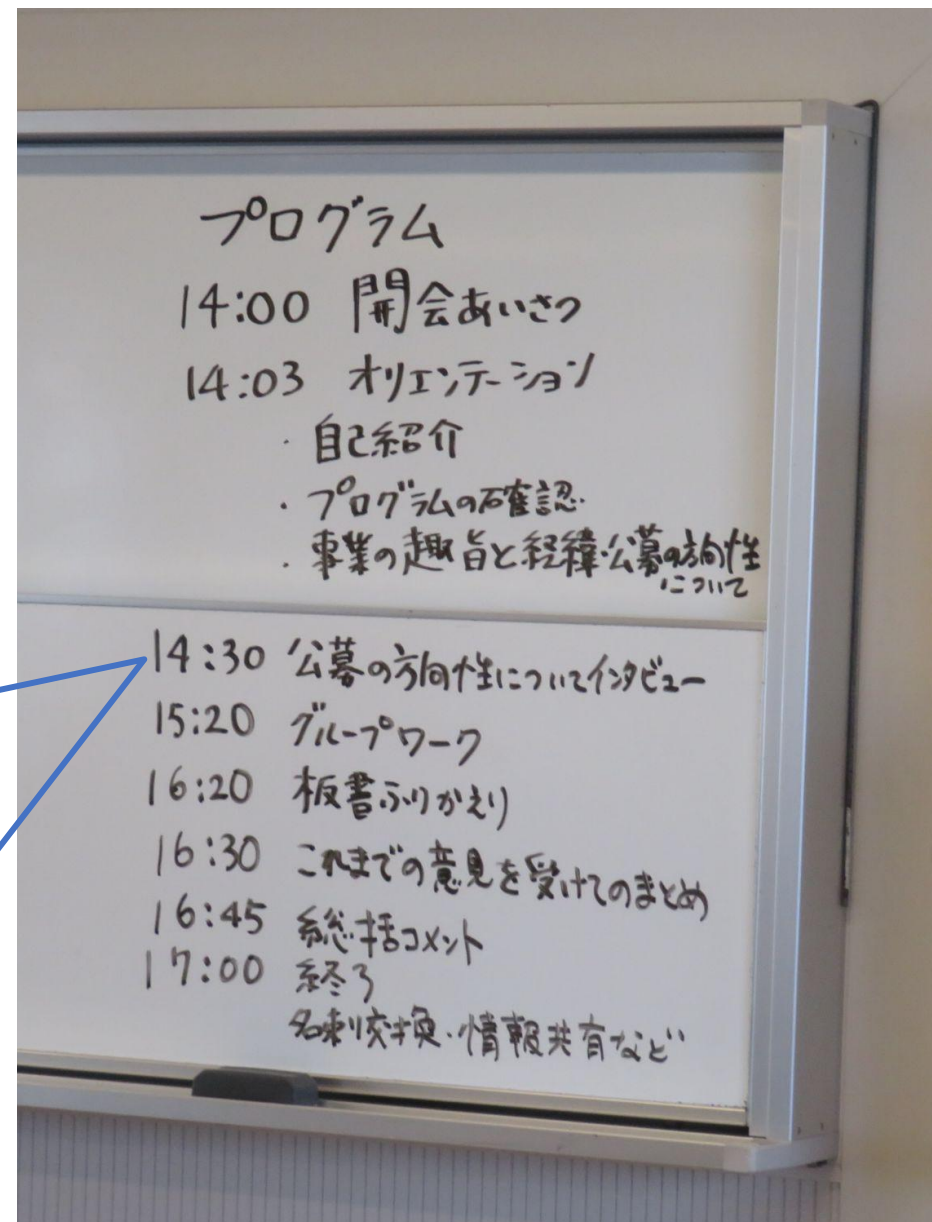 プログラム
14:00 開会あいさつ
14:03 オリエンテーション
・自己紹介
・プログラムの確認
・事業の趣旨と経緯・公募の方向性
について
14:30 公募の方向性についてインタビュー
15:20 グループワーク
16:20 板書ふりかえり
16:30 これまでの意見を受けてのまとめ
16:45 総括コメント
17:00 終了
名刺交換・情報共有など